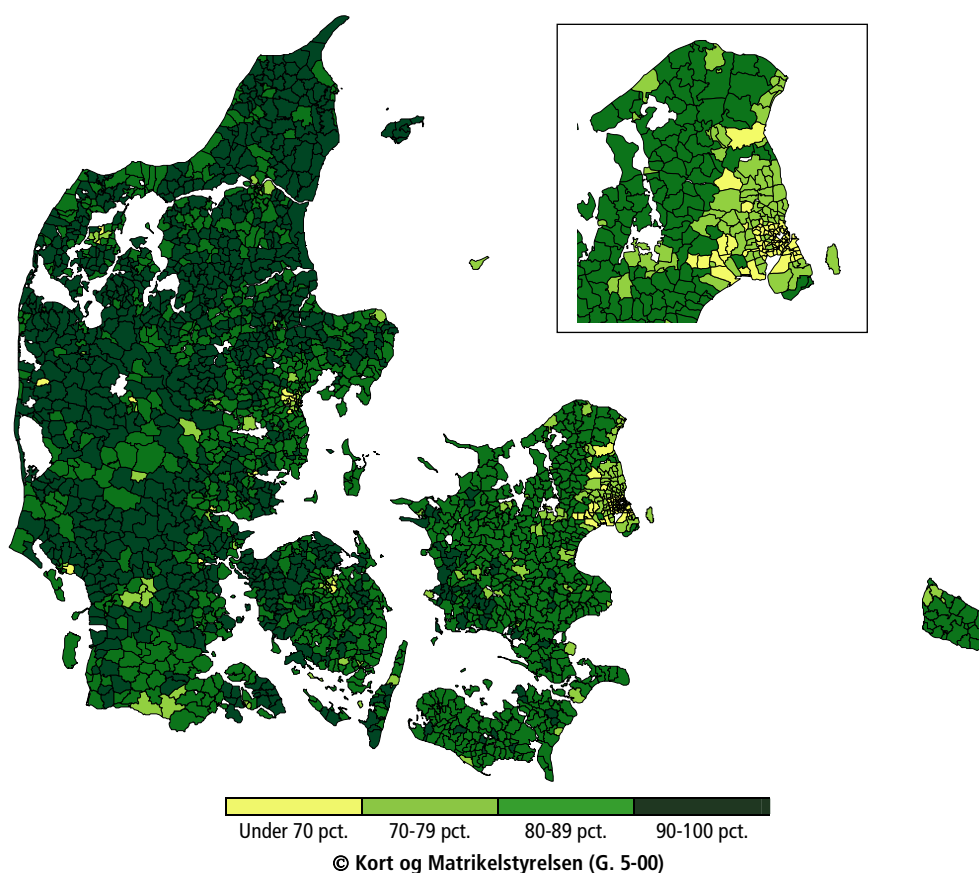 Under 70 pct. 70-79 pct. 80-89 pct. 90-100 pct.
© Kort og Matrikelstyrelsen (G. 5-00)